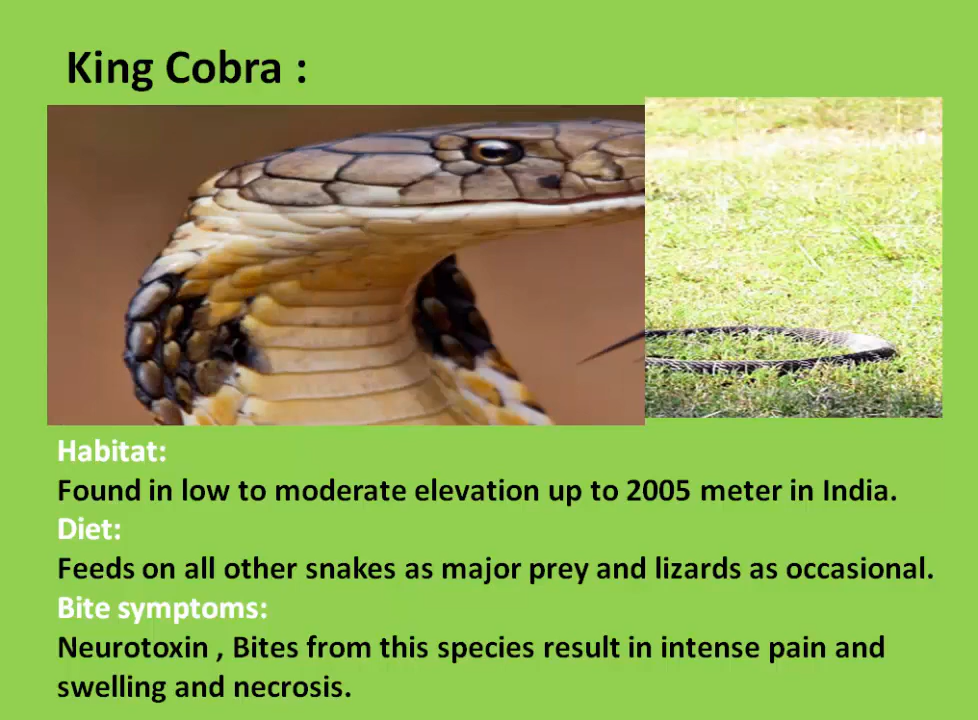 King Cobra :
Habitat:
Found in low to moderate elevation up to 2005 meter in India.
Diet:
Feeds on all other snakes as major prey and lizards as occasional.
Bite symptoms:
Neurotoxin , Bites from this species result in intense pain and
swelling and necrosis.